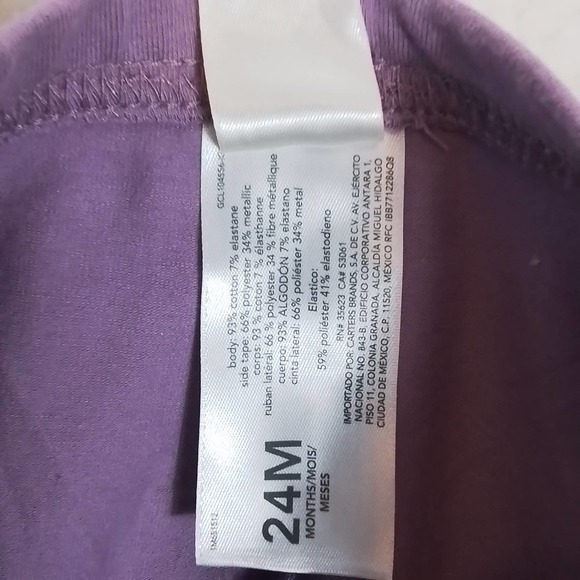 GCL104556-C
body: 93% cotton 7% elastane
side tape: 66% polyester 34% metallic
corps: 93 % coton 7 % élasthanne
ruban latéral: 66 % polyester 34 % fibre métallique
cuerpo: 93% ALGODÓN 7% elastano
cinta lateral: 66% poliéster 34% metal
Elastico:
59% poliéster 41% elastodieno
RN# 35623 CA# 53061
IMPORTADO POR: CARTERS BRANDS, S.A. DE C.V. AV. EJÉRCITO
NACIONAL NO. 843-B. EDIFICIO CORPORATIVO ANTARA 1,
PISO 11, COLONIA GRANADA, ALCALDÍA MIGUEL HIDALGO
CIUDAD DE MÉXICO, C.P. 11520, MÉXICO RFC IBB7712286Q8
1M651512
24M
MONTHS/MOIS/
MESES